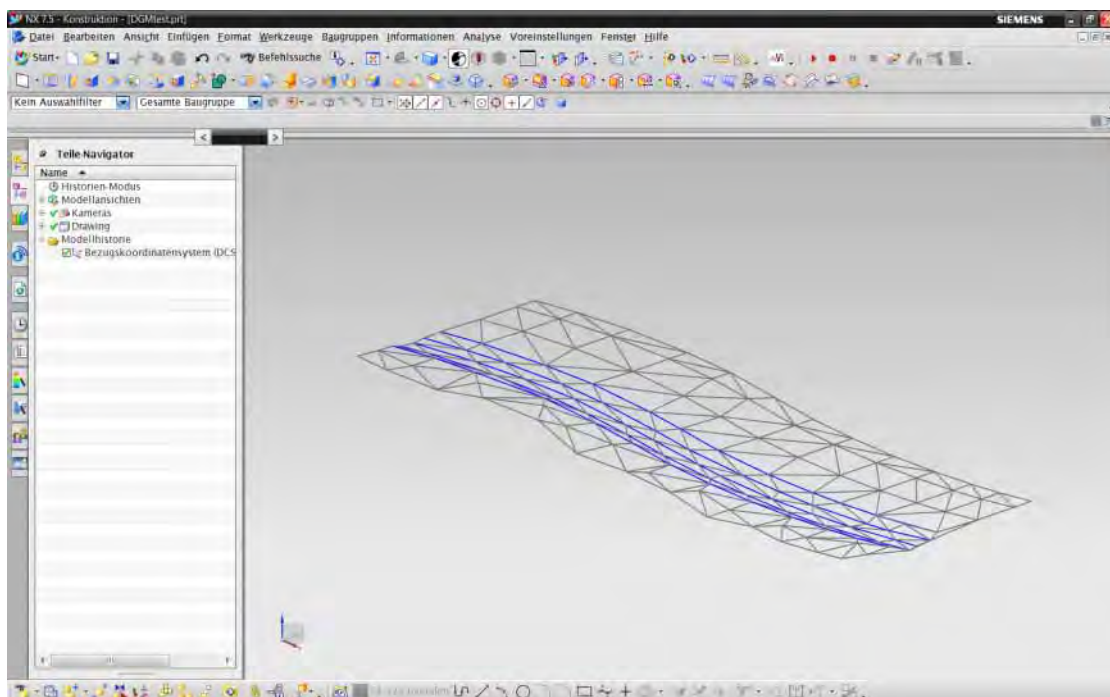 NX 7.5 - Konstruktion - [DGMtest.prt]
SIEMENS
Datei Bearbeiten Ansicht Einfügen Format Werkzeuge Baugruppen Informationen Analyse Voreinstellungen Fenster Hilfe
Start
Befehlssuche
Kein Auswahlfilter
Gesamte Baugruppe
Teile-Navigator
Name
Historien-Modus
Modellansichten
Kameras
Drawing
Modellhistorie
Bezugskoordinatensystem (DCS